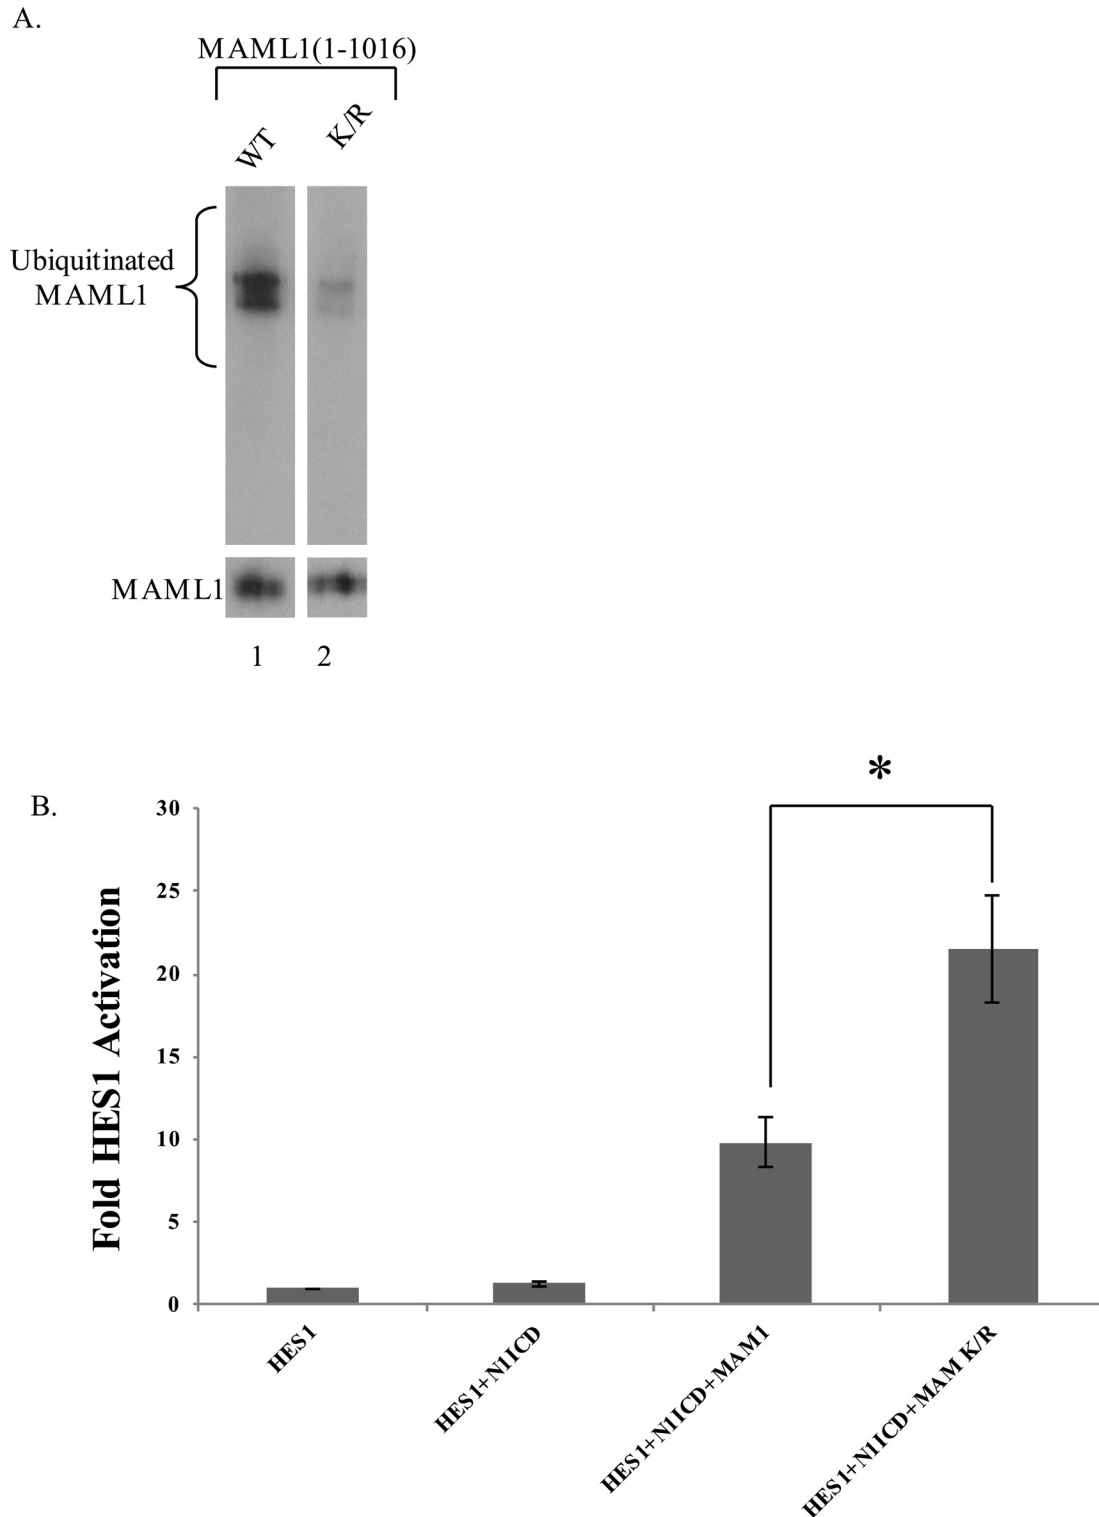 A.
MAML1(1-1016)
WT
K/R
Ubiquitinated
MAML1
MAML1
1 2
B.
*
Fold HES1 Activation
30
25
20
15
10
5
0
HES1
HES1+N1ICD
HES1+N1ICD+MAM1
HES1+N1ICD+MAM K/R